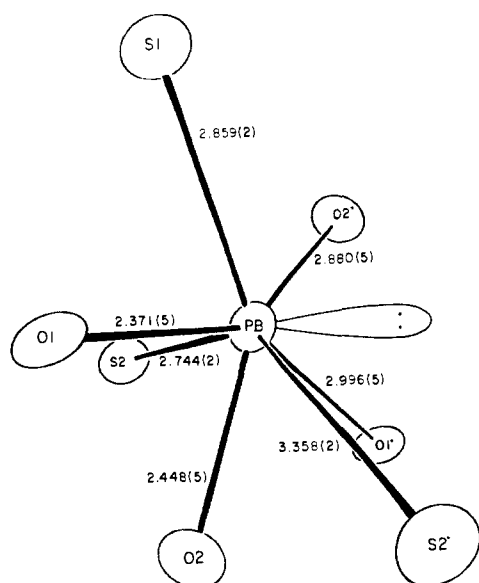 S1
2.859(2)
O2'
2.880(5)
PB
:
O1
2.371(5)
S2
2.744(2)
2.996(5)
O1'
3.358(2)
2.448(5)
O2
S2'